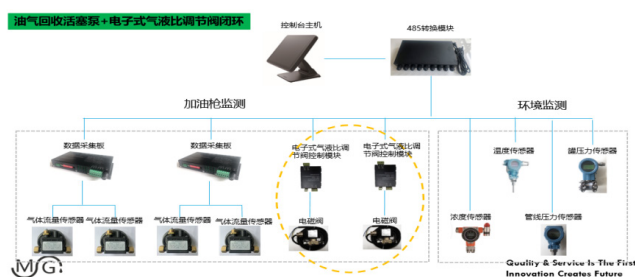 油气回收活塞泵+电子式气液比调节阀闭环
控制台主机
485转换模块
加油枪监测
环境监测
数据采集板
数据采集板
电子式气液比调
节阀控制模块
电子式气液比调
节阀控制模块
温度传感器
罐压力传感器
气体流量传感器
气体流量传感器
气体流量传感器
气体流量传感器
电磁阀
电磁阀
浓度传感器
管线压力传感器
MSG
Quality & Service Is The First
Innovation Creates Future